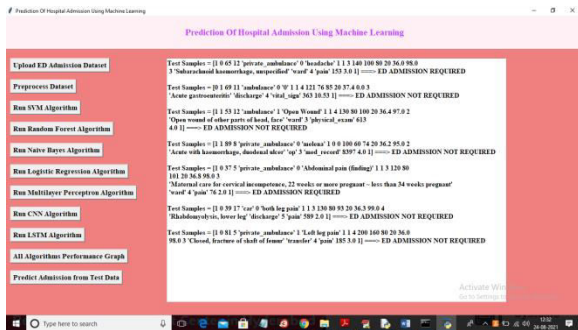 Prediction Of Hospital Admission Using Machine Learning
Prediction Of Hospital Admission Using Machine Learning
Upload ED Admission Dataset
Preprocess Dataset
Run SVM Algorithm
Run Random Forest Algorithm
Run Naive Bayes Algorithm
Run Logistic Regression Algorithm
Run Multilayer Perceptron Algorithm
Run CNN Algorithm
Run LSTM Algorithm
All Algorithms Performance Graph
Predict Admission from Test Data
Test Samples = [1 0 65 12 'private_ambulance' 0 'headache' 1 1 3 140 100 80 20 36.0 98.0
3 'Subarachnoid haemorrhage, unspecified' 'ward' 4 'pain' 153 3.0 1] ===> ED ADMISSION REQUIRED
Test Samples = [0 1 69 11 'ambulance' 0 '0' 1 1 4 121 76 85 20 37.4 0.0 3
'Acute gastroenteritis' 'discharge' 4 'vital_sign' 363 10.53 1] ===> ED ADMISSION REQUIRED
Test Samples = [1 1 53 12 'ambulance' 1 'Open Wound' 1 1 4 130 80 100 20 36.4 97.0 2
'Open wound of other parts of head, face' 'ward' 3 'physical_exam' 613
4.0 1] ===> ED ADMISSION NOT REQUIRED
Test Samples = [1 1 89 8 'private_ambulance' 0 'melena' 1 0 0 100 60 74 20 36.2 95.0 2
'Acute with haemorrhage, duodenal ulcer' 'op' 3 'med_record' 8397 4.0 1] ===> ED ADMISSION NOT REQUIRED
Test Samples = [1 0 37 5 'private_ambulance' 0 'Abdominal pain (finding)' 1 1 3 120 80
101 20 36.8 98.0 3
'Maternal care for cervical incompetence, 22 weeks or more pregnant – less than 34 weeks pregnant'
'ward' 4 'pain' 76 2.0 1] ===> ED ADMISSION NOT REQUIRED
Test Samples = [1 0 39 17 'car' 0 'both leg pain' 1 1 3 130 80 93 20 36.3 99.0 4
'Rhabdomyolysis, lower leg' 'discharge' 5 'pain' 589 2.0 1] ===> ED ADMISSION NOT REQUIRED
Test Samples = [1 0 81 5 'private_ambulance' 1 'Left leg pain' 1 1 4 200 160 80 20 36.0
98.0 3 'Closed, fracture of shaft of femur' 'transfer' 4 'pain' 185 3.0 1] ===> ED ADMISSION NOT REQUIRED
Activate Win
Go to Settings to
Type here to search
12:32
24-08-2021